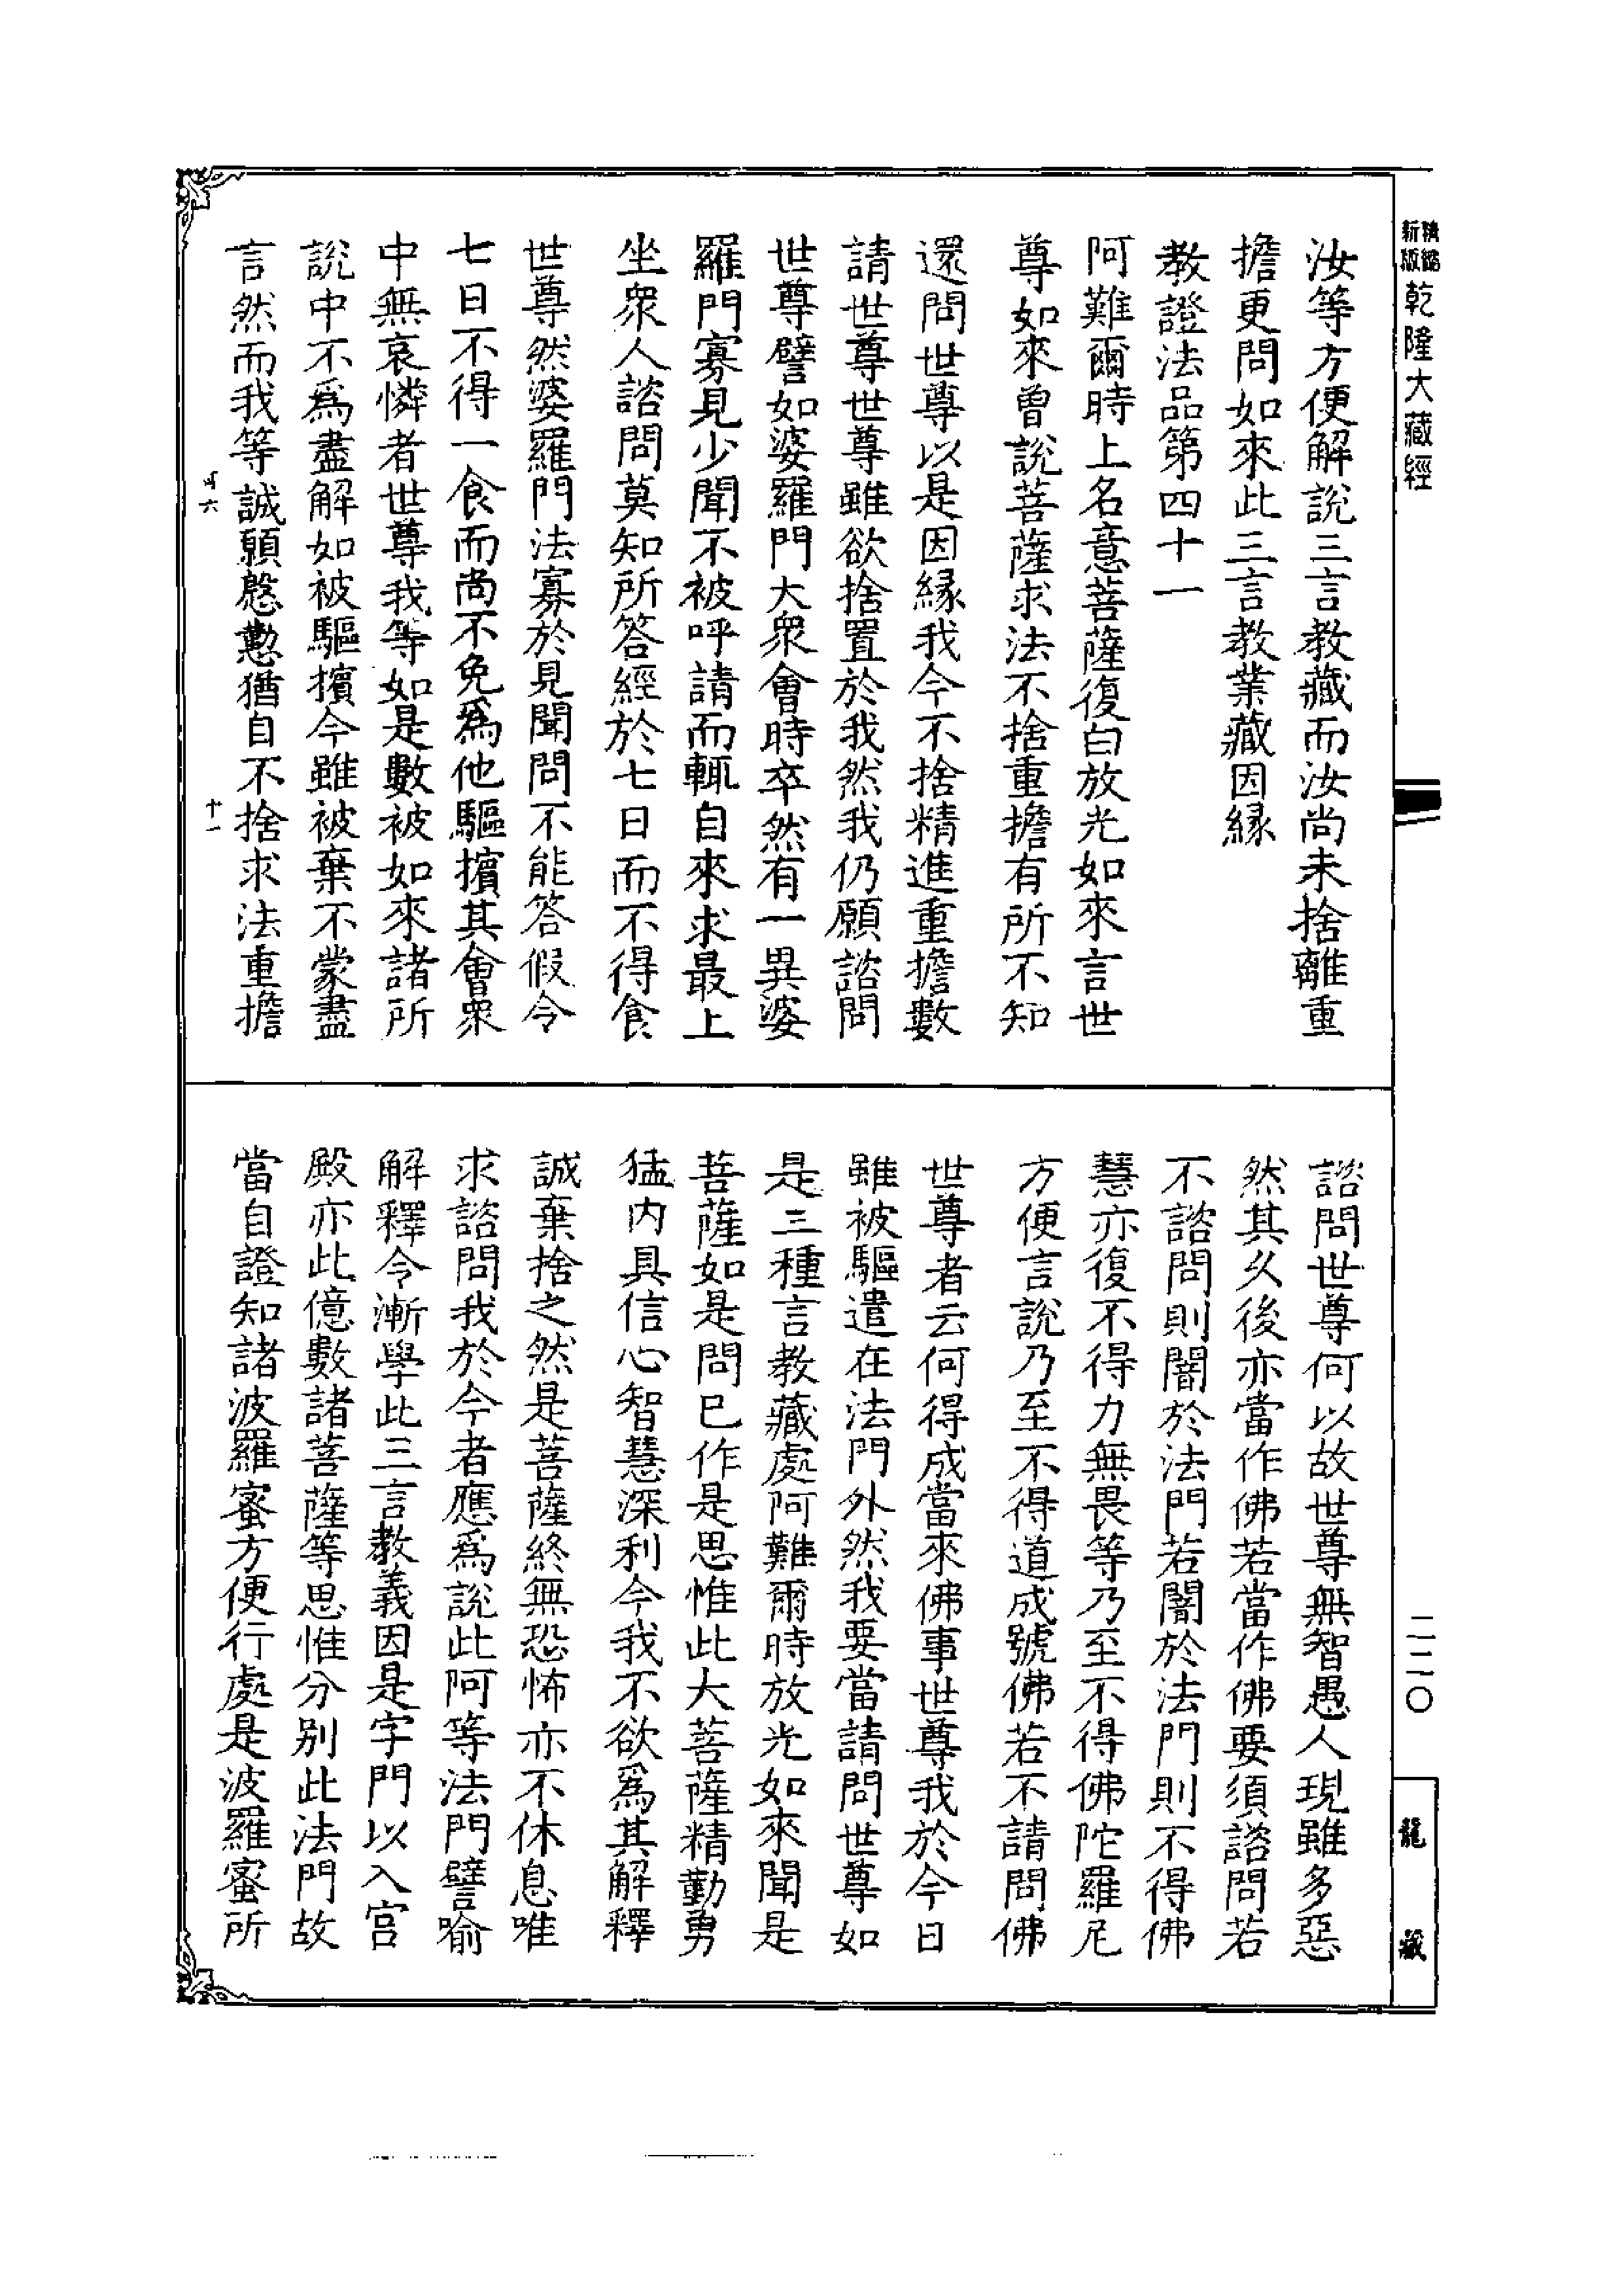 新版
精縮
乾隆大藏經
二二〇
龍藏
汝等方便解說三言教藏而汝尚未捨離重
擔更問如來此三言教業藏因緣
教證法品第四十一
阿難爾時上名意菩薩復白放光如來言世
尊如來曾說菩薩求法不捨重擔有所不知
還問世尊以是因緣我今不捨精進重擔數
請世尊世尊雖欲捨置於我然我仍願諮問
世尊譬如婆羅門大眾會時卒然有一異婆
羅門寡見少聞不被呼請而輒自來求最上
坐眾人諮問莫知所答經於七日而不得食
世尊然婆羅門法寡於見聞問不能答假令
七日不得一食而尚不免為他驅擯其會眾
中無哀憐者世尊我等如是數被如來諸所
說中不為盡解如被驅擯今雖被棄不蒙盡
言然而我等誠願慇懃猶自不捨求法重擔
可六
十一
諮問世尊何以故世尊無智愚人現雖多惡
然其久後亦當作佛若當作佛要須諮問若
不諮問則闇於法門若闇於法門則不得佛
慧亦復不得力無畏等乃至不得佛陀羅尼
方便言說乃至不得道成號佛若不請問佛
世尊者云何得成當來佛事世尊我於今日
雖被驅遣在法門外然我要當請問世尊如
是三種言教藏處阿難爾時放光如來聞是
菩薩如是問已作是思惟此大菩薩精勤勇
猛內具信心智慧深利今我不欲為其解釋
誠棄捨之然是菩薩終無恐怖亦不休息唯
求諮問我於今者應為說此阿等法門譬喻
解釋今漸學此三言教義因是字門以入宮
殿亦此億數諸菩薩等思惟分別此法門故
當自證知諸波羅蜜方便行處是波羅蜜所